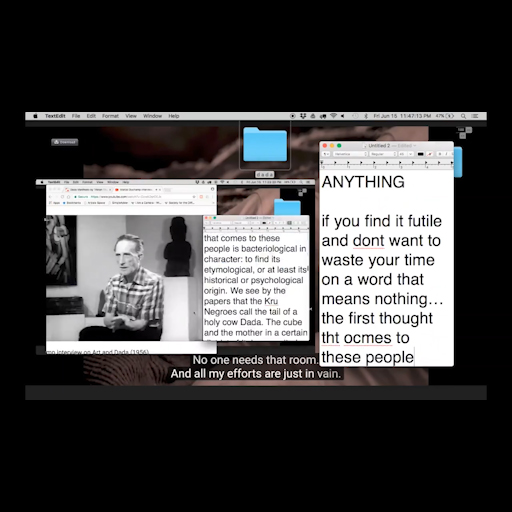 TextEdit File Edit Format View Window Help
Fri Jun 15 11:47:13 PM
Download
dada
Untitled 2
ANYTHING
if you find it futile
and dont want to
waste your time
on a word that
means nothing…
the first thought
tht ocmes to
these people
that comes to these
people is bacteriological in
character: to find its
etymological, or at least its
historical or psychological
origin. We see by the
papers that the Kru
Negroes call the tail of a
holy cow Dada. The cube
and the mother in a certain
interview on Art and Dada (1956)
No one needs that room.
And all my efforts are just in vain.